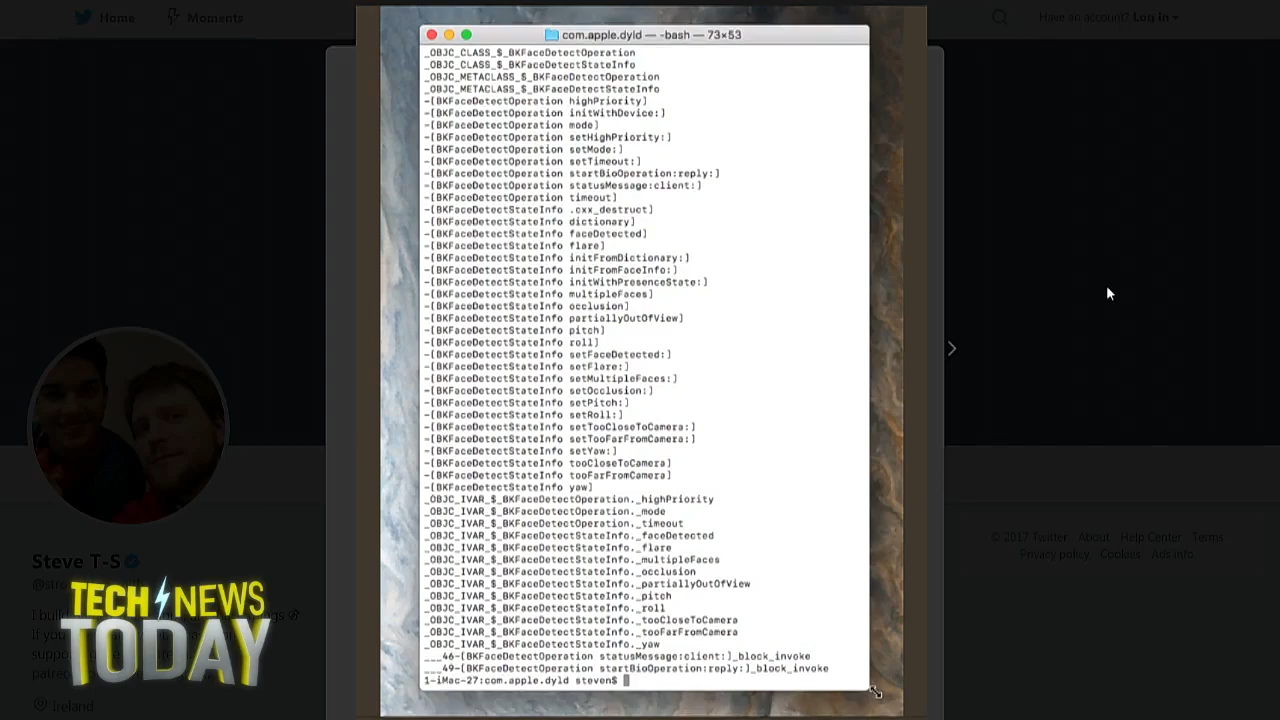 Home
Moments
Have an account? Log in
com.apple.dyld — -bash — 73×53
_OBJC_CLASS_$_BKFaceDetectOperation
_OBJC_CLASS_$_BKFaceDetectStateInfo
_OBJC_METACLASS_$_BKFaceDetectOperation
_OBJC_METACLASS_$_BKFaceDetectStateInfo
-[BKFaceDetectOperation highPriority]
-[BKFaceDetectOperation initWithDevice:]
-[BKFaceDetectOperation mode]
-[BKFaceDetectOperation setHighPriority:]
-[BKFaceDetectOperation setMode:]
-[BKFaceDetectOperation setTimeout:]
-[BKFaceDetectOperation startBioOperation:reply:]
-[BKFaceDetectOperation statusMessage:client:]
-[BKFaceDetectOperation timeout]
-[BKFaceDetectStateInfo .cxx_destruct]
-[BKFaceDetectStateInfo dictionary]
-[BKFaceDetectStateInfo faceDetected]
-[BKFaceDetectStateInfo flare]
-[BKFaceDetectStateInfo initFromDictionary:]
-[BKFaceDetectStateInfo initFromFaceInfo:]
-[BKFaceDetectStateInfo initWithPresenceState:]
-[BKFaceDetectStateInfo multipleFaces]
-[BKFaceDetectStateInfo occlusion]
-[BKFaceDetectStateInfo partiallyOutOfView]
-[BKFaceDetectStateInfo pitch]
-[BKFaceDetectStateInfo roll]
-[BKFaceDetectStateInfo setFaceDetected:]
-[BKFaceDetectStateInfo setFlare:]
-[BKFaceDetectStateInfo setMultipleFaces:]
-[BKFaceDetectStateInfo setOcclusion:]
-[BKFaceDetectStateInfo setPitch:]
-[BKFaceDetectStateInfo setRoll:]
-[BKFaceDetectStateInfo setTooCloseToCamera:]
-[BKFaceDetectStateInfo setTooFarFromCamera:]
-[BKFaceDetectStateInfo setYaw:]
-[BKFaceDetectStateInfo tooCloseToCamera]
-[BKFaceDetectStateInfo tooFarFromCamera]
-[BKFaceDetectStateInfo yaw]
_OBJC_IVAR_$_BKFaceDetectOperation._highPriority
_OBJC_IVAR_$_BKFaceDetectOperation._mode
_OBJC_IVAR_$_BKFaceDetectOperation._timeout
_OBJC_IVAR_$_BKFaceDetectStateInfo._faceDetected
_OBJC_IVAR_$_BKFaceDetectStateInfo._flare
_OBJC_IVAR_$_BKFaceDetectStateInfo._multipleFaces
_OBJC_IVAR_$_BKFaceDetectStateInfo._occlusion
_OBJC_IVAR_$_BKFaceDetectStateInfo._partiallyOutOfView
_OBJC_IVAR_$_BKFaceDetectStateInfo._pitch
_OBJC_IVAR_$_BKFaceDetectStateInfo._roll
_OBJC_IVAR_$_BKFaceDetectStateInfo._tooCloseToCamera
_OBJC_IVAR_$_BKFaceDetectStateInfo._tooFarFromCamera
_OBJC_IVAR_$_BKFaceDetectStateInfo._yaw
___46-[BKFaceDetectOperation statusMessage:client:]_block_invoke
___49-[BKFaceDetectOperation startBioOperation:reply:]_block_invoke
1-iMac-27:com.apple.dyld steven$
Steve T-S
TECH NEWS
TODAY
Ireland
© 2017 Twitter About Help Center Terms
Privacy policy Cookies Ads info